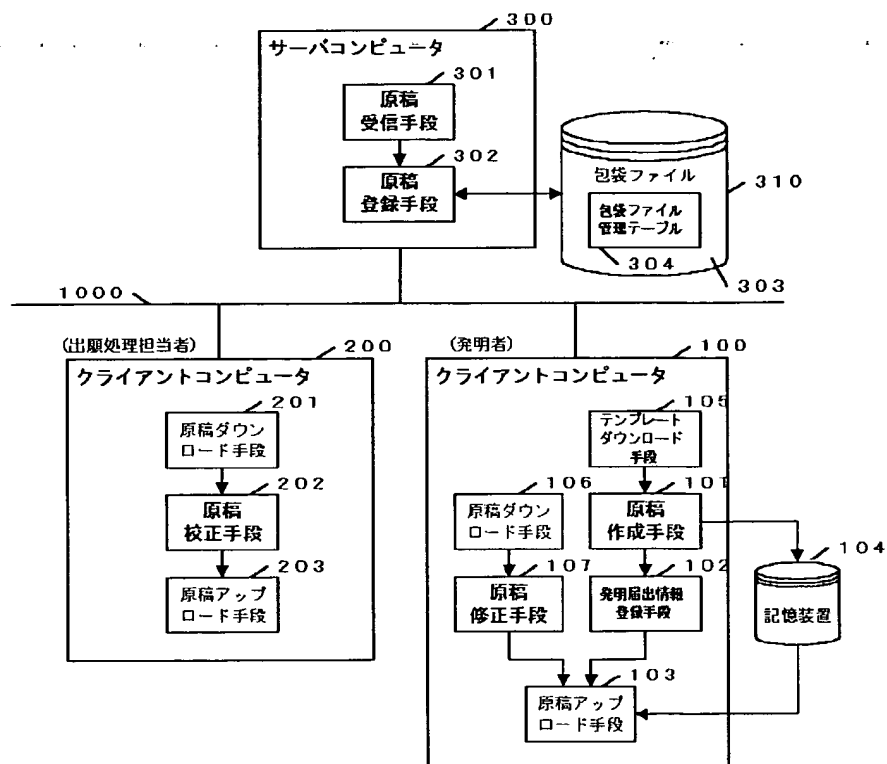 300
サーバコンピュータ
301
原稿
受信手段
302
原稿
登録手段
包袋ファイル
310
包袋ファイル
管理テーブル
304
303
1000
(出願処理担当者)
200
クライアントコンピュータ
201
原稿ダウン
ロード手段
202
原稿
校正手段
203
原稿アップ
ロード手段
(発明者)
100
クライアントコンピュータ
105
テンプレート
ダウンロード
手段
106
原稿ダウン
ロード手段
101
原稿
作成手段
104
記憶装置
107
原稿
修正手段
102
発明届出情報
登録手段
103
原稿アップ
ロード手段